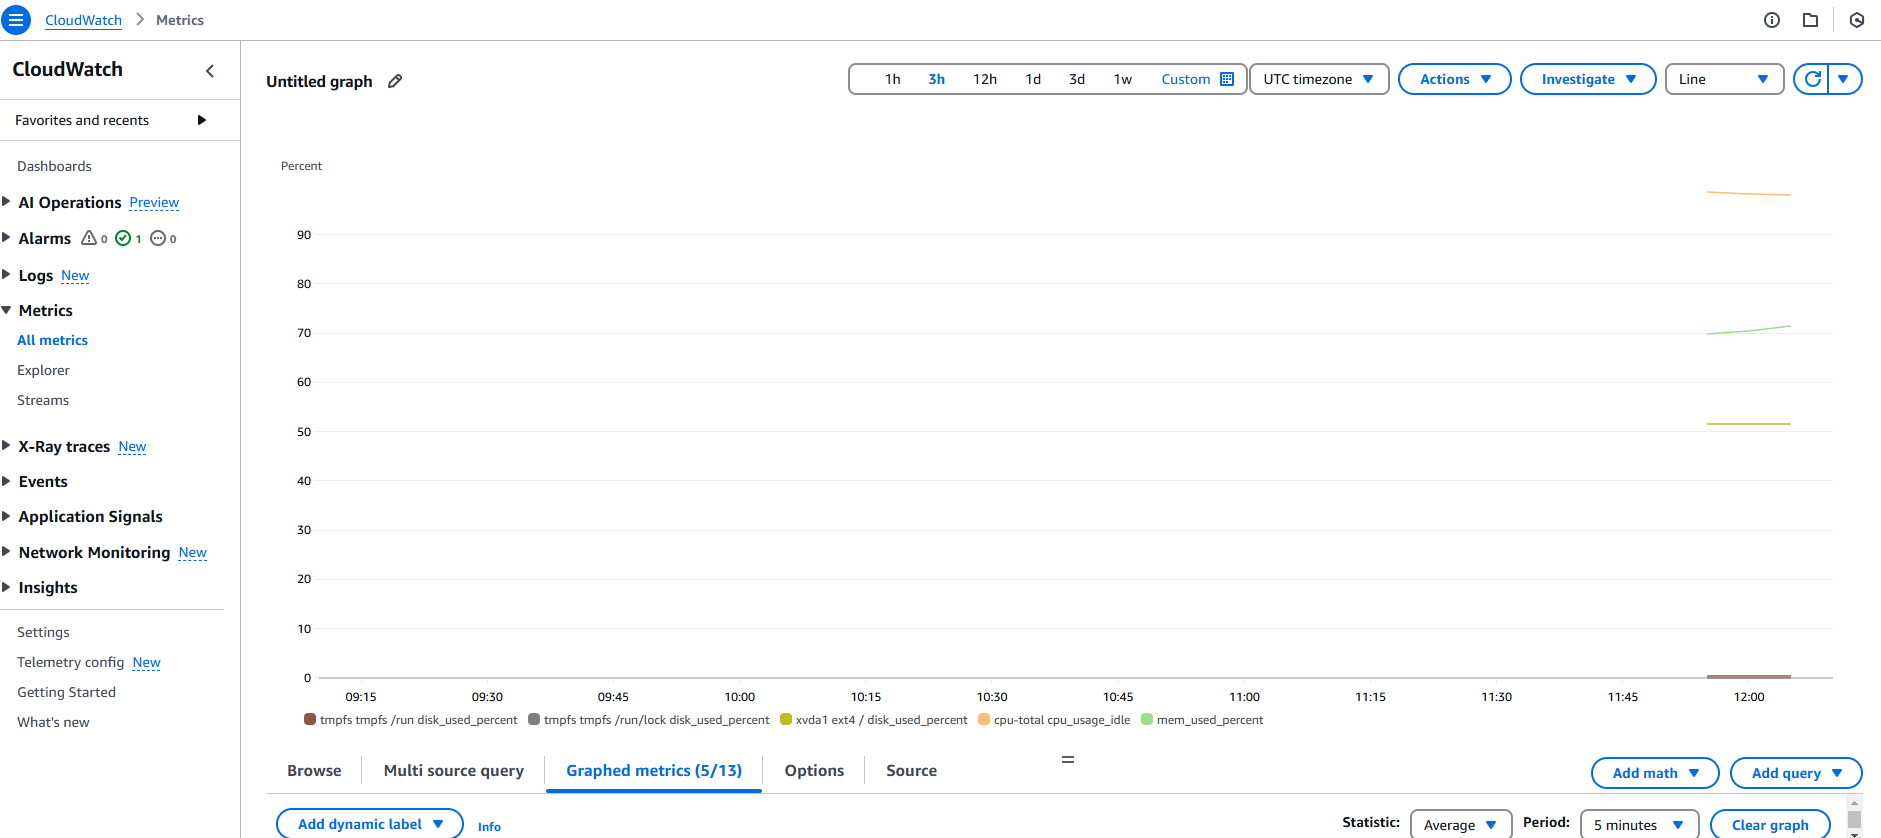 CloudWatch > Metrics
CloudWatch
Favorites and recents
Dashboards
AI Operations Preview
Alarms 0 1 0
Logs New
Metrics
All metrics
Explorer
Streams
X-Ray traces New
Events
Application Signals
Network Monitoring New
Insights
Settings
Telemetry config New
Getting Started
What's new
Untitled graph
1h 3h 12h 1d 3d 1w Custom UTC timezone Actions Investigate Line
Percent
90
80
70
60
50
40
30
20
10
0
09:15 09:30 09:45 10:00 10:15 10:30 10:45 11:00 11:15 11:30 11:45 12:00
tmpfs tmpfs /run disk_used_percent tmpfs tmpfs /run/lock disk_used_percent xvda1 ext4 / disk_used_percent cpu-total cpu_usage_idle mem_used_percent
Browse Multi source query Graphed metrics (5/13) Options Source Add math Add query
Add dynamic label Info Statistic: Average Period: 5 minutes Clear graph